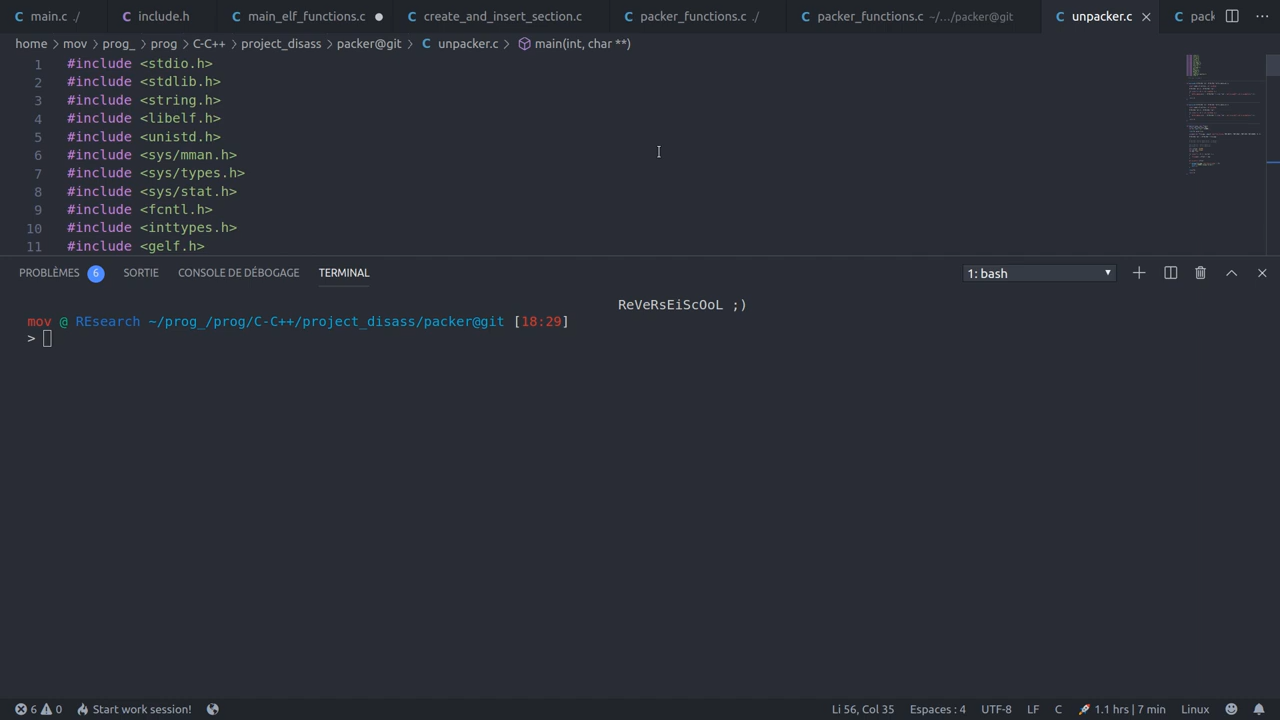 main.c ./ include.h main_elf_functions.c create_and_insert_section.c packer_functions.c ./ packer_functions.c ~/.../packer@git unpacker.c pack
home > mov > prog_ > prog > C-C++ > project_disass > packer@git > C unpacker.c > main(int, char **)
1 #include <stdio.h>
2 #include <stdlib.h>
3 #include <string.h>
4 #include <libelf.h>
5 #include <unistd.h>
6 #include <sys/mman.h>
7 #include <sys/types.h>
8 #include <sys/stat.h>
9 #include <fcntl.h>
10 #include <inttypes.h>
11 #include <gelf.h>
PROBLÈMES 6 SORTIE CONSOLE DE DÉBOGAGE TERMINAL 1: bash
ReVeRsEiScOoL ;)
mov @ REsearch ~/prog_/prog/C-C++/project_disass/packer@git [18:29]
>
6 0 Start work session! Li 56, Col 35 Espaces : 4 UTF-8 LF C 1.1 hrs | 7 min Linux